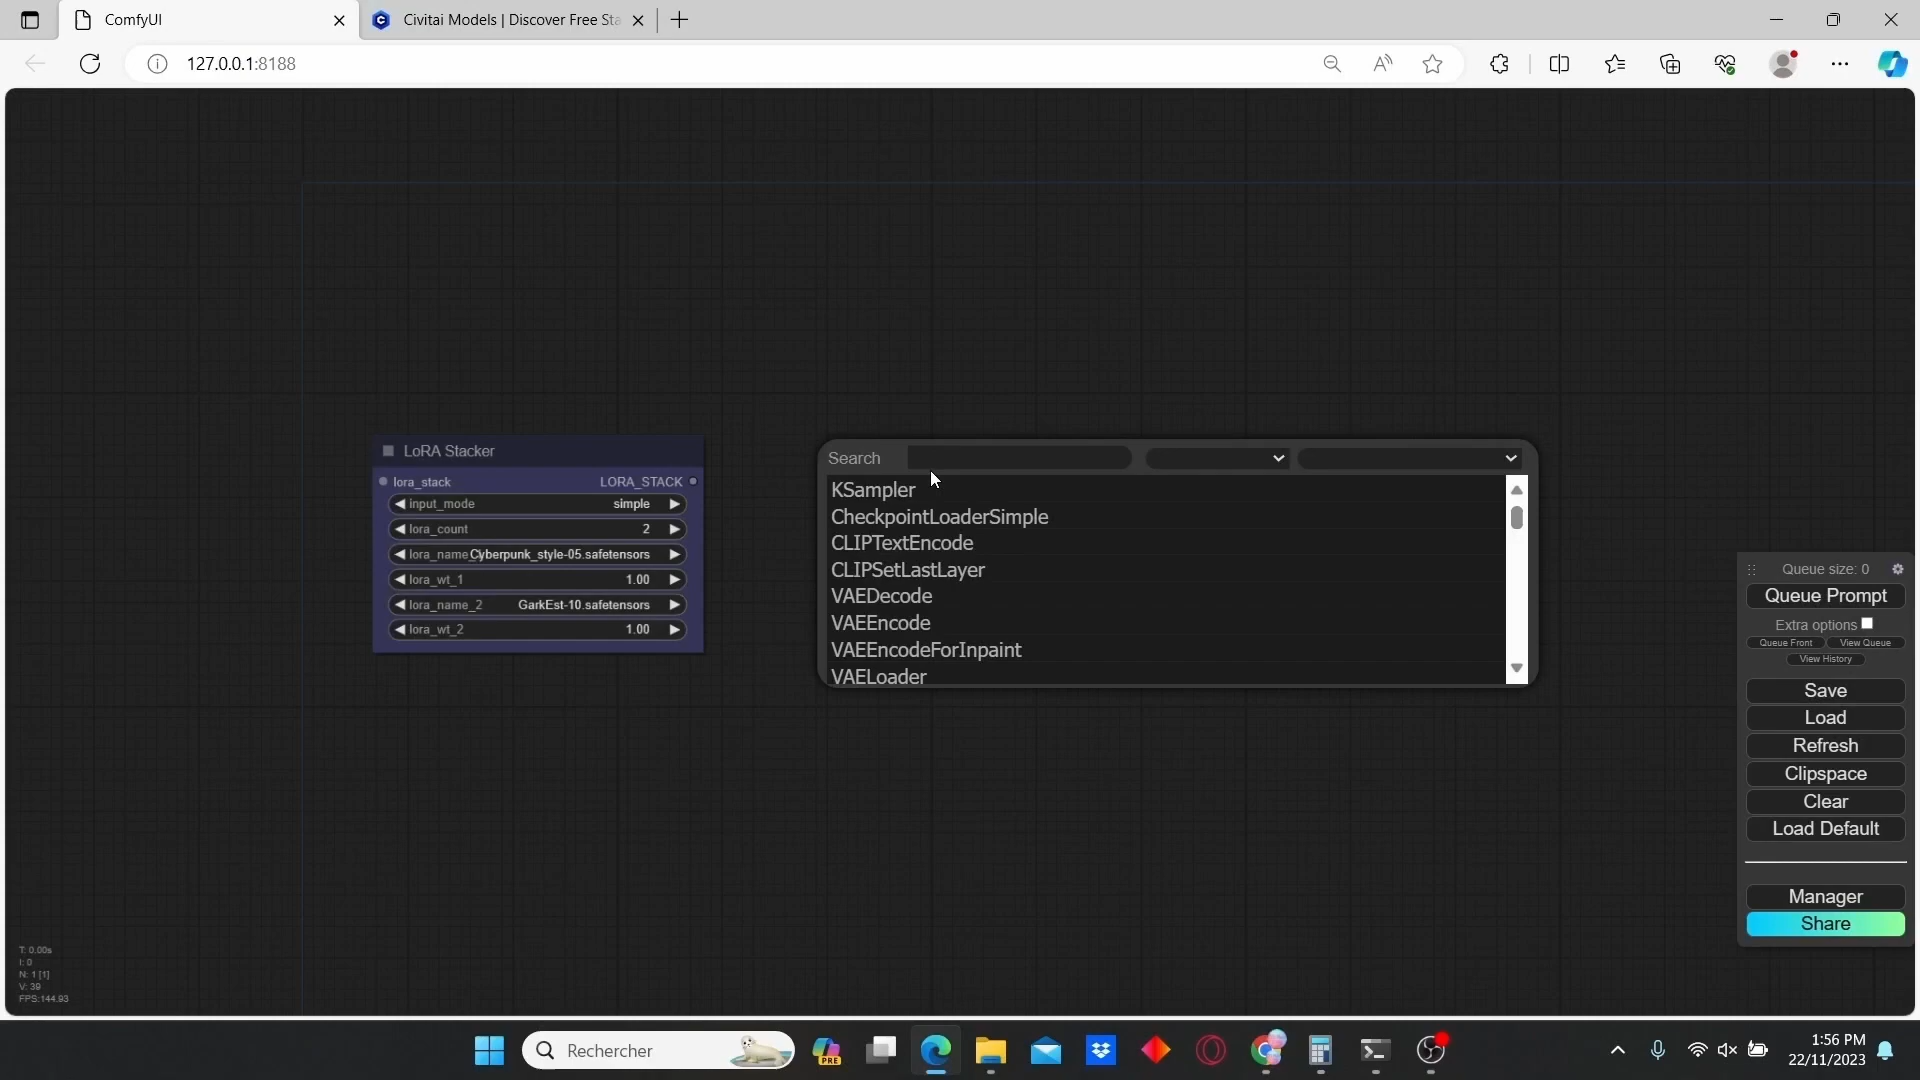 ComfyUI
Civitai Models | Discover Free Sta
127.0.0.1:8188
LoRA Stacker
lora_stack LORA_STACK
input_mode simple
lora_count 2
lora_name Cyberpunk_style-05.safetensors
lora_wt_1 1.00
lora_name_2 GarkEst-10.safetensors
lora_wt_2 1.00
Search
KSampler
CheckpointLoaderSimple
CLIPTextEncode
CLIPSetLastLayer
VAEDecode
VAEEncode
VAEEncodeForInpaint
VAELoader
Queue size: 0
Queue Prompt
Extra options
Queue Front View Queue
View History
Save
Load
Refresh
Clipspace
Clear
Load Default
Manager
Share
T: 0.00s
I: 0
N: 1 [1]
V: 39
FPS:144.93
Rechercher
PRE
1:56 PM
22/11/2023